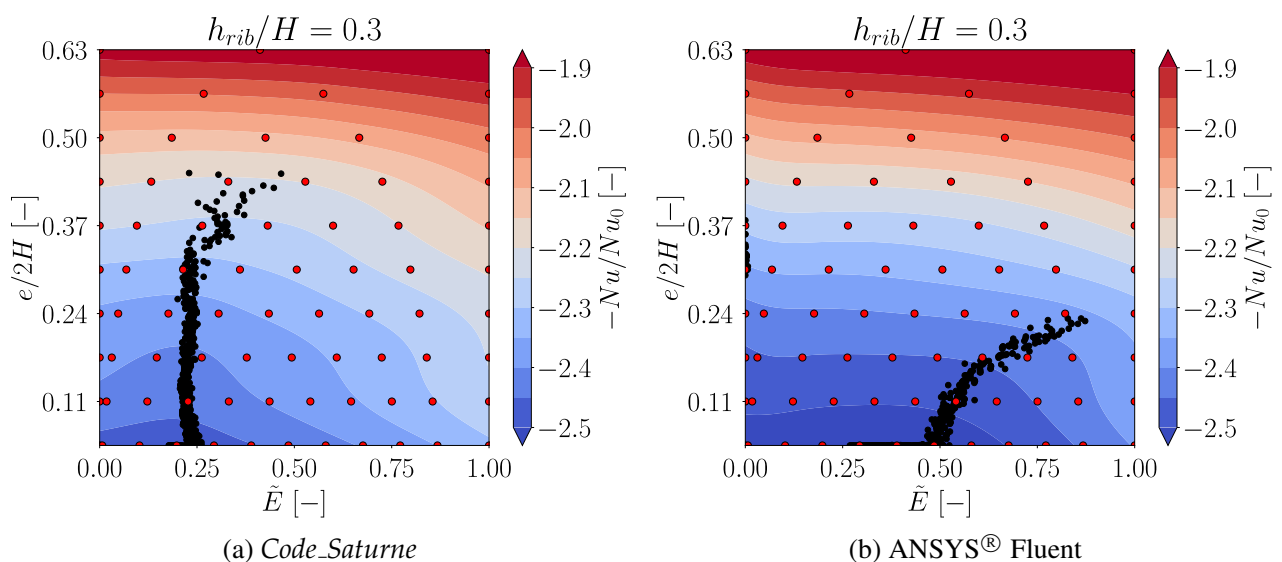 h_{rib}/H = 0.3
0.63
0.50
0.37
0.24
0.11
e/2H [−]
0.00 0.25 0.50 0.75 1.00
Ẽ [−]
−1.9
−2.0
−2.1
−2.2
−2.3
−2.4
−2.5
−Nu/Nu_0 [−]
(a) Code_Saturne
h_{rib}/H = 0.3
0.63
0.50
0.37
0.24
0.11
e/2H [−]
0.00 0.25 0.50 0.75 1.00
Ẽ [−]
−1.9
−2.0
−2.1
−2.2
−2.3
−2.4
−2.5
−Nu/Nu_0 [−]
(b) ANSYS® Fluent